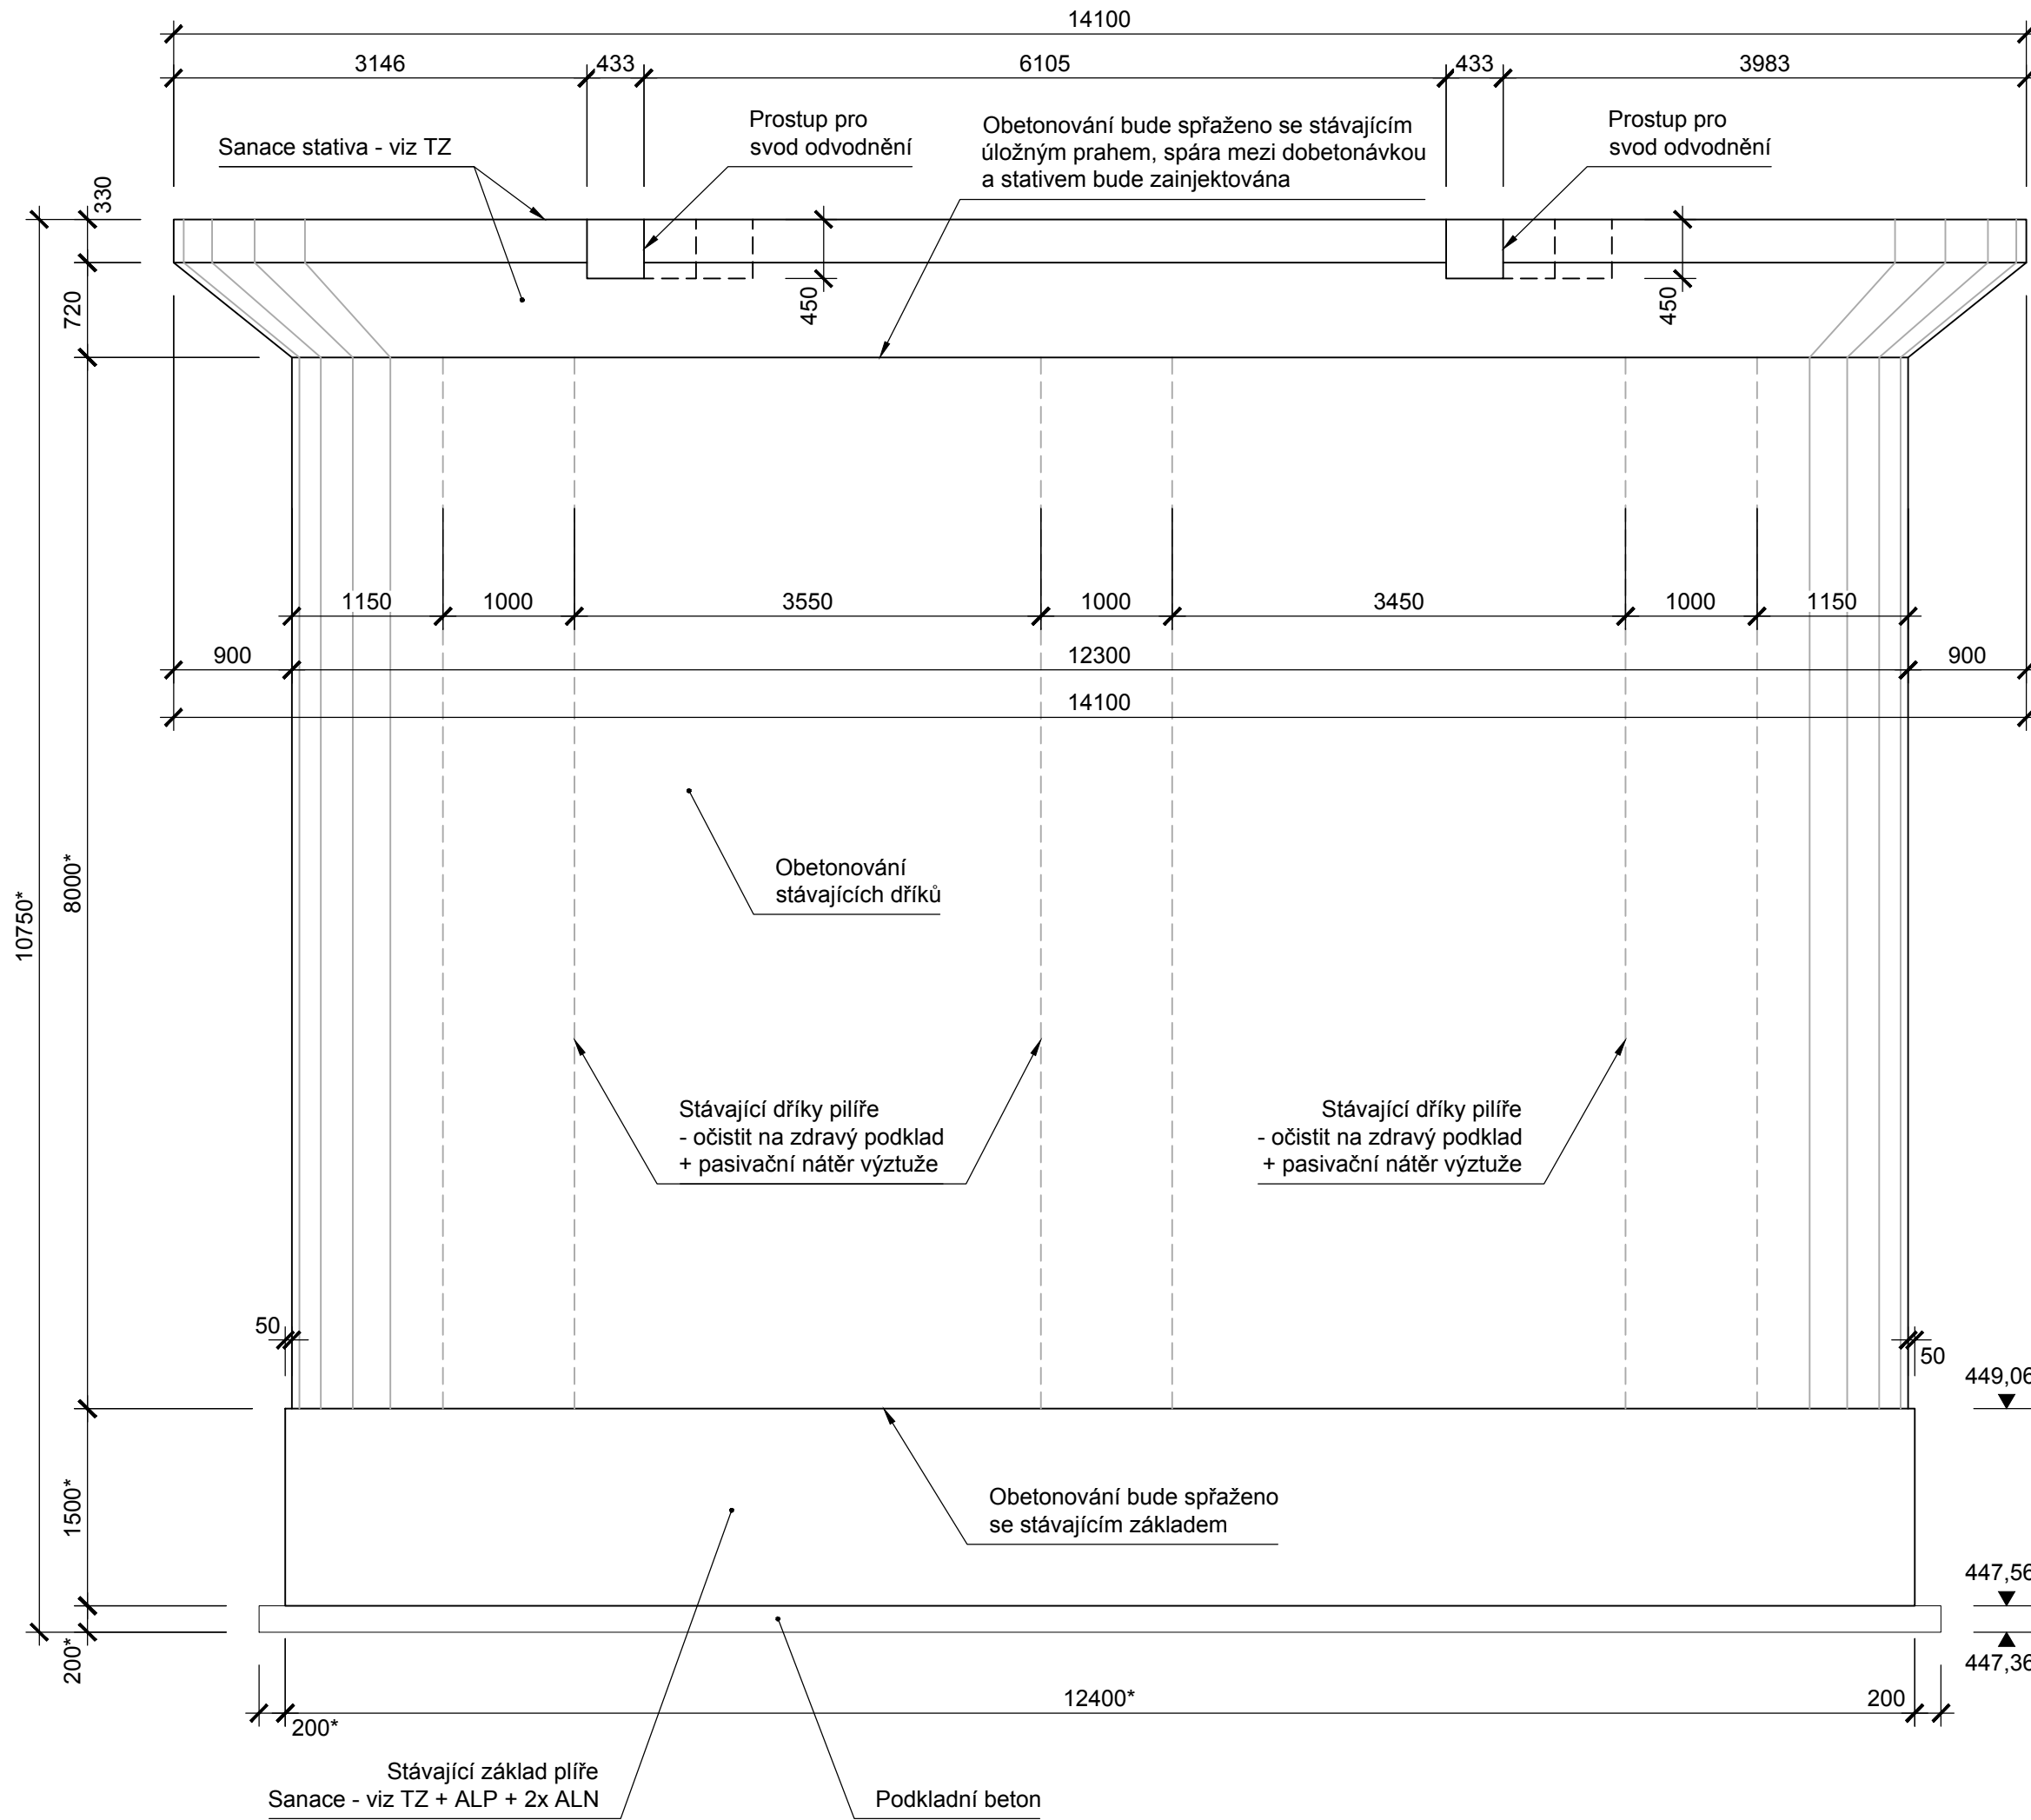 14100
3146
433
6105
433
3983
Sanace stativa - viz TZ
Prostup pro
svod odvodnění
Obetonování bude spřaženo se stávajícím
úložným prahem, spára mezi dobetonávkou
a stativem bude zainjektována
Prostup pro
svod odvodnění
330
720
450
450
1150
1000
3550
1000
3450
1000
1150
900
12300
900
14100
8000*
10750*
Obetonování
stávajících dříků
Stávající dříky pilíře
- očistit na zdravý podklad
+ pasivační nátěr výztuže
Stávající dříky pilíře
- očistit na zdravý podklad
+ pasivační nátěr výztuže
50
50
449,06
1500*
Obetonování bude spřaženo
se stávajícím základem
447,56
200*
447,36
12400*
200
200*
Stávající základ plíře
Sanace - viz TZ + ALP + 2x ALN
Podkladní beton